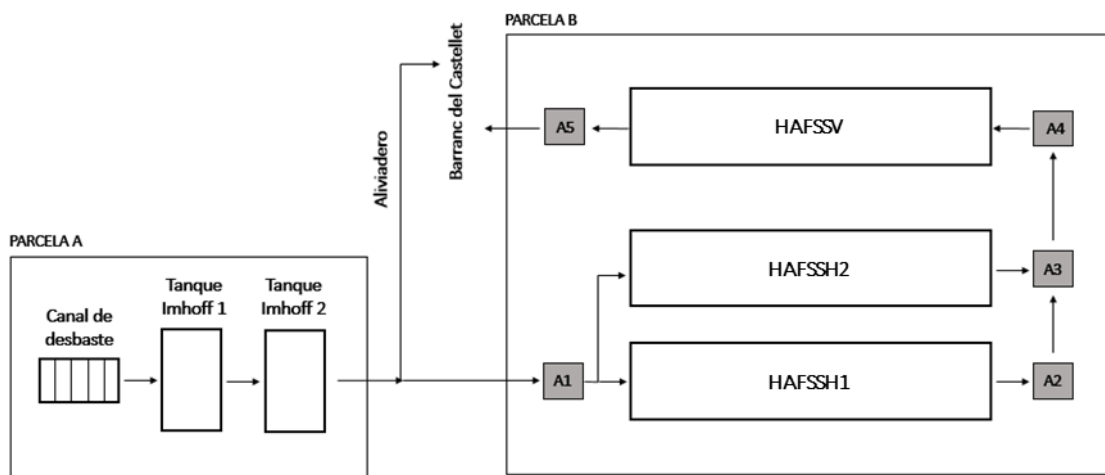 PARCELA B
Barranc del Castellet
Aliviadero
A5
HAFSSV
A4
PARCELA A
Canal de
desbaste
Tanque
Imhoff 1
Tanque
Imhoff 2
HAFSSH2
A3
A1
HAFSSH1
A2